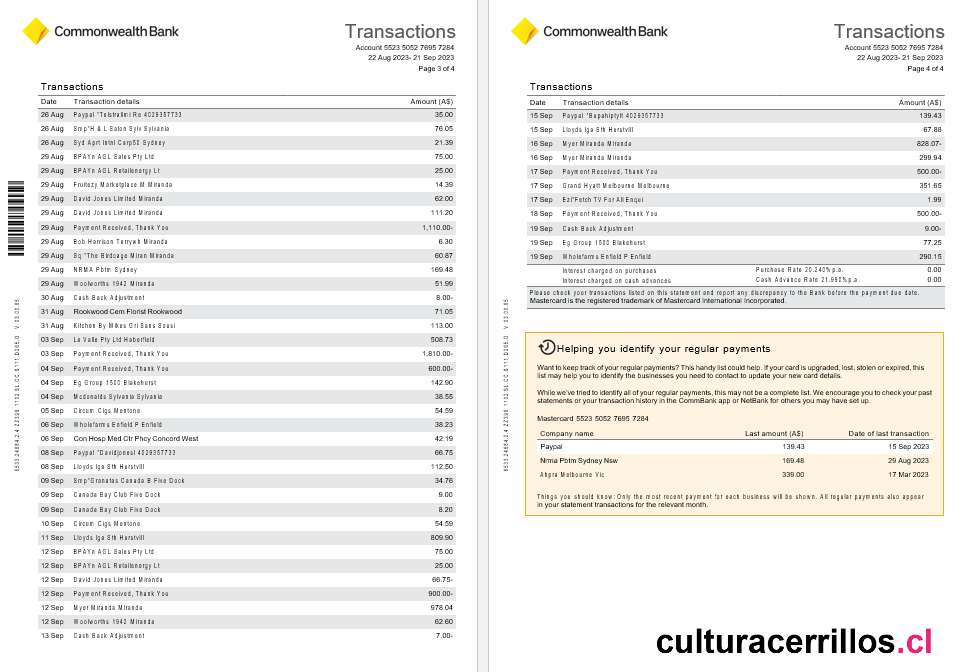 CommonwealthBank
Transactions
Account 5523 5052 7695 7284
22 Aug 2023- 21 Sep 2023
Page 3 of 4
Transactions
Date Transaction details Amount (A$)
26 Aug Paypal *Telstralimi Re 4029357733 35.00
26 Aug Smp*H & L Salon Sylv Sylvania 76.05
26 Aug Syd Aprt Intnl Carp52 Sydney 21.39
29 Aug BPAYn AGL Sales Pty Ltd 75.00
29 Aug BPAYn AGL Retailenergy Lt 25.00
29 Aug Fruitezy Marketplace M Miranda 14.39
29 Aug David Jones Limited Miranda 62.00
29 Aug David Jones Limited Miranda 111.20
29 Aug Payment Received, Thank You 1,110.00-
29 Aug Bob Harrison Terrywh Miranda 6.30
29 Aug Sq *The Birdcage Miran Miranda 60.87
29 Aug NRMA Pbtm Sydney 169.48
29 Aug Woolworths 1942 Miranda 51.99
30 Aug Cash Back Adjustment 8.00-
31 Aug Rookwood Cem Florist Rookwood 71.05
31 Aug Kitchen By Mikes Ori Sans Souci 113.00
03 Sep La Valle Pty Ltd Haberfield 508.73
03 Sep Payment Received, Thank You 1,810.00-
04 Sep Payment Received, Thank You 600.00-
04 Sep Eg Group 1500 Blakehurst 142.90
04 Sep Mcdonalds Sylvania Sylvania 38.55
05 Sep Circum Cigs Mentone 54.59
06 Sep Wholefarms Enfield P Enfield 38.23
06 Sep Con Hosp Med Ctr Phcy Concord West 42.19
08 Sep Paypal *Davidjonesl 4029357733 66.75
08 Sep Lloyds Iga Sth Hurstvill 112.50
09 Sep Smp*Granatas Canada B Five Dock 34.76
09 Sep Canada Bay Club Five Dock 9.00
09 Sep Canada Bay Club Five Dock 8.20
10 Sep Circum Cigs Mentone 54.59
11 Sep Lloyds Iga Sth Hurstvill 809.90
12 Sep BPAYn AGL Sales Pty Ltd 75.00
12 Sep BPAYn AGL Retailenergy Lt 25.00
12 Sep David Jones Limited Miranda 66.75-
12 Sep Payment Received, Thank You 900.00-
12 Sep Myer Miranda Miranda 978.04
12 Sep Woolworths 1942 Miranda 62.60
13 Sep Cash Back Adjustment 7.00-
CommonwealthBank
Transactions
Account 5523 5052 7695 7284
22 Aug 2023- 21 Sep 2023
Page 4 of 4
Transactions
Date Transaction details Amount (A$)
15 Sep Paypal *Bapahiptylt 4029357733 139.43
15 Sep Lloyds Iga Sth Hurstvill 67.88
16 Sep Myer Miranda Miranda 828.07-
16 Sep Myer Miranda Miranda 299.94
17 Sep Payment Received, Thank You 500.00-
17 Sep Grand Hyatt Melbourne Melbourne 351.65
17 Sep Ezi*Fetch TV For All Enqui 1.99
18 Sep Payment Received, Thank You 500.00-
19 Sep Cash Back Adjustment 9.00-
19 Sep Eg Group 1500 Blakehurst 77.25
19 Sep Wholefarms Enfield P Enfield 290.15
Interest charged on purchases Purchase Rate 20.240%p.a. 0.00
Interest charged on cash advances Cash Advance Rate 21.990%p.a. 0.00
Please check your transactions listed on this statement and report any discrepancy to the Bank before the payment due date.
Mastercard is the registered trademark of Mastercard International Incorporated.
Helping you identify your regular payments
Want to keep track of your regular payments? This handy list could help. If your card is upgraded, lost, stolen or expired, this
list may help you to identify the businesses you need to contact to update your new card details.
While we've tried to identify all of your regular payments, this may not be a complete list. We encourage you to check your past
statements or your transaction history in the CommBank app or NetBank for others you may have set up.
Mastercard 5523 5052 7695 7284
Company name Last amount (A$) Date of last transaction
Paypal 139.43 15 Sep 2023
Nrma Pbtm Sydney Nsw 169.48 29 Aug 2023
Ahpra Melbourne Vic 339.00 17 Mar 2023
Things you should know: Only the most recent payment for each business will be shown. All regular payments also appear
in your statement transactions for the relevant month.
culturacerrillos.cl